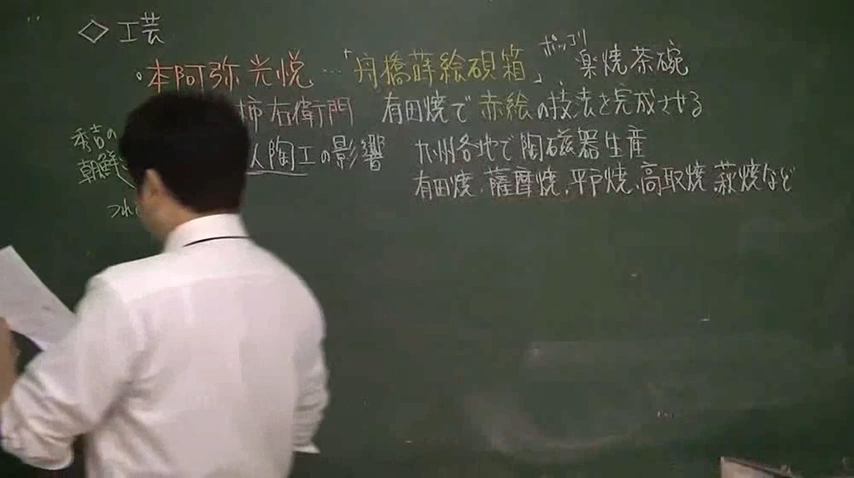 ◇工芸
・本阿弥光悦…「舟橋蒔絵硯箱」ポッコリ 楽焼茶碗
柿右衛門 有田焼で赤絵の技法を完成させる
秀吉の
朝鮮
人陶工の影響 九州各地で陶磁器生産
有田焼、薩摩焼、平戸焼、高取焼、萩焼など